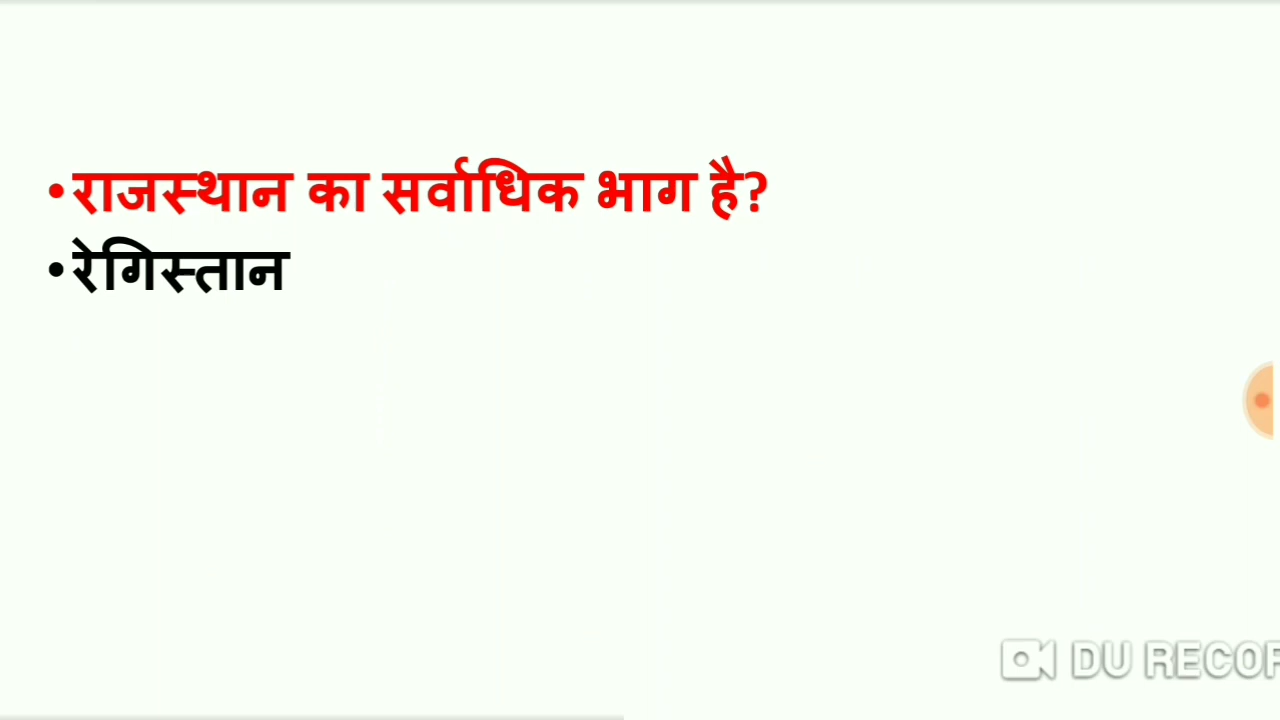 •राजस्थान का सर्वाधिक भाग है?
•रेगिस्तान
DU RECOR